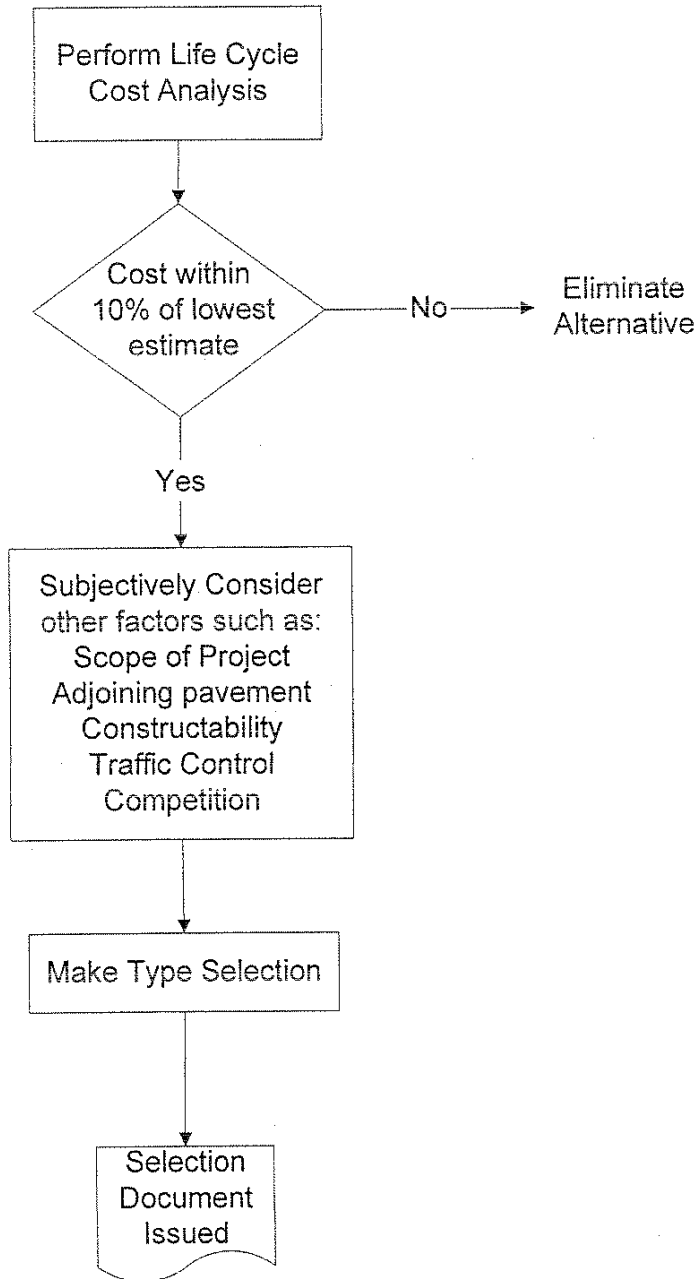 Perform Life Cycle
Cost Analysis
Cost within
10% of lowest
estimate
No
Eliminate
Alternative
Yes
Subjectively Consider
other factors such as:
Scope of Project
Adjoining pavement
Constructability
Traffic Control
Competition
Make Type Selection
Selection
Document
Issued